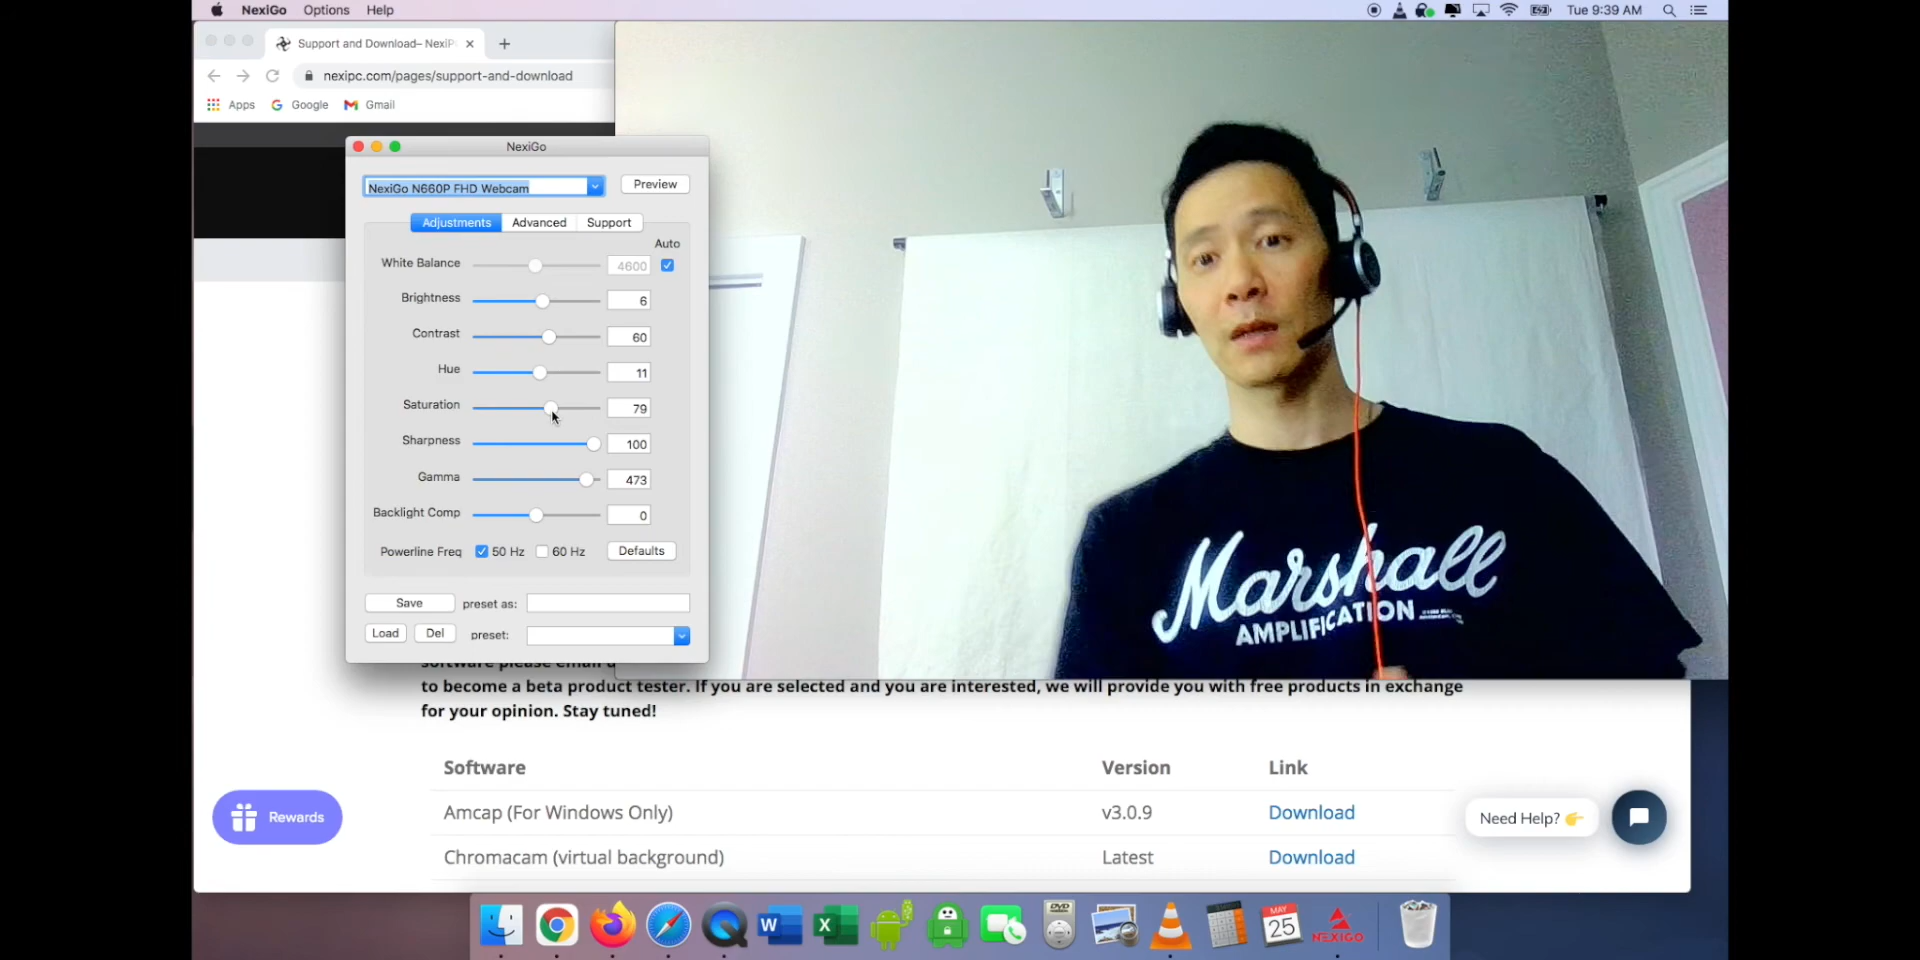 NexiGo Options Help
Tue 9:39 AM
Support and Download– NexiP
nexipc.com/pages/support-and-download
Apps Google Gmail
NexiGo
NexiGo N660P FHD Webcam Preview
Adjustments Advanced Support
Auto
White Balance 4600
Brightness 6
Contrast 60
Hue 11
Saturation 79
Sharpness 100
Gamma 473
Backlight Comp 0
Powerline Freq 50 Hz 60 Hz Defaults
Save preset as:
Load Del preset:
Marshall
AMPLIFICATION
software please email
to become a beta product tester. If you are selected and you are interested, we will provide you with free products in exchange
for your opinion. Stay tuned!
Software Version Link
Amcap (For Windows Only) v3.0.9 Download
Chromacam (virtual background) Latest Download
Rewards
Need Help? 👉
W X DVD MAY 25 NEXIGO